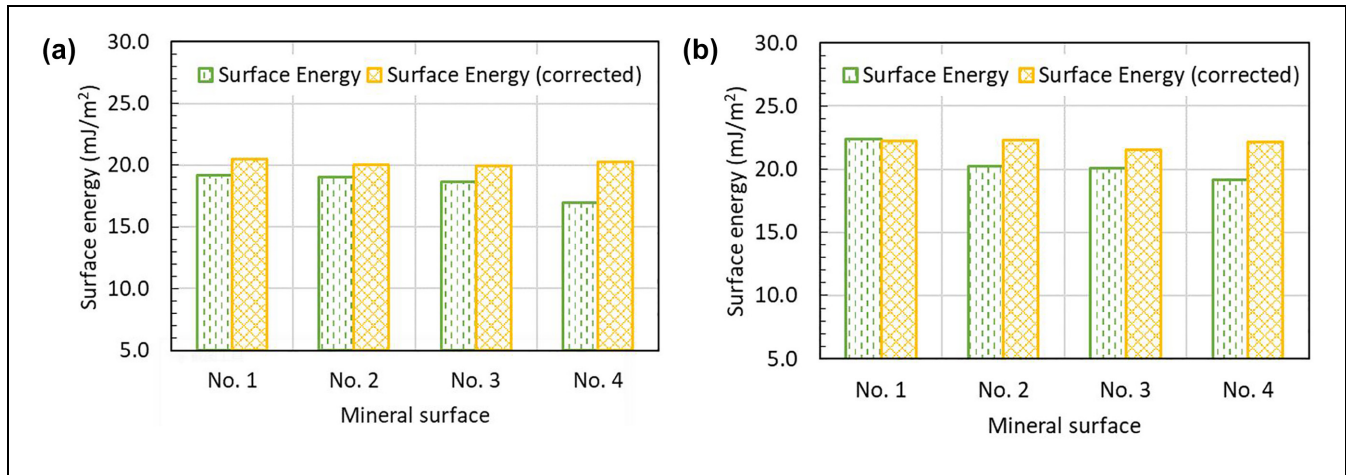 (a)
Surface energy (mJ/m²)
30.0
25.0
20.0
15.0
10.0
5.0
Surface Energy Surface Energy (corrected)
No. 1 No. 2 No. 3 No. 4
Mineral surface
(b)
Surface energy (mJ/m²)
30.0
25.0
20.0
15.0
10.0
5.0
Surface Energy Surface Energy (corrected)
No. 1 No. 2 No. 3 No. 4
Mineral surface